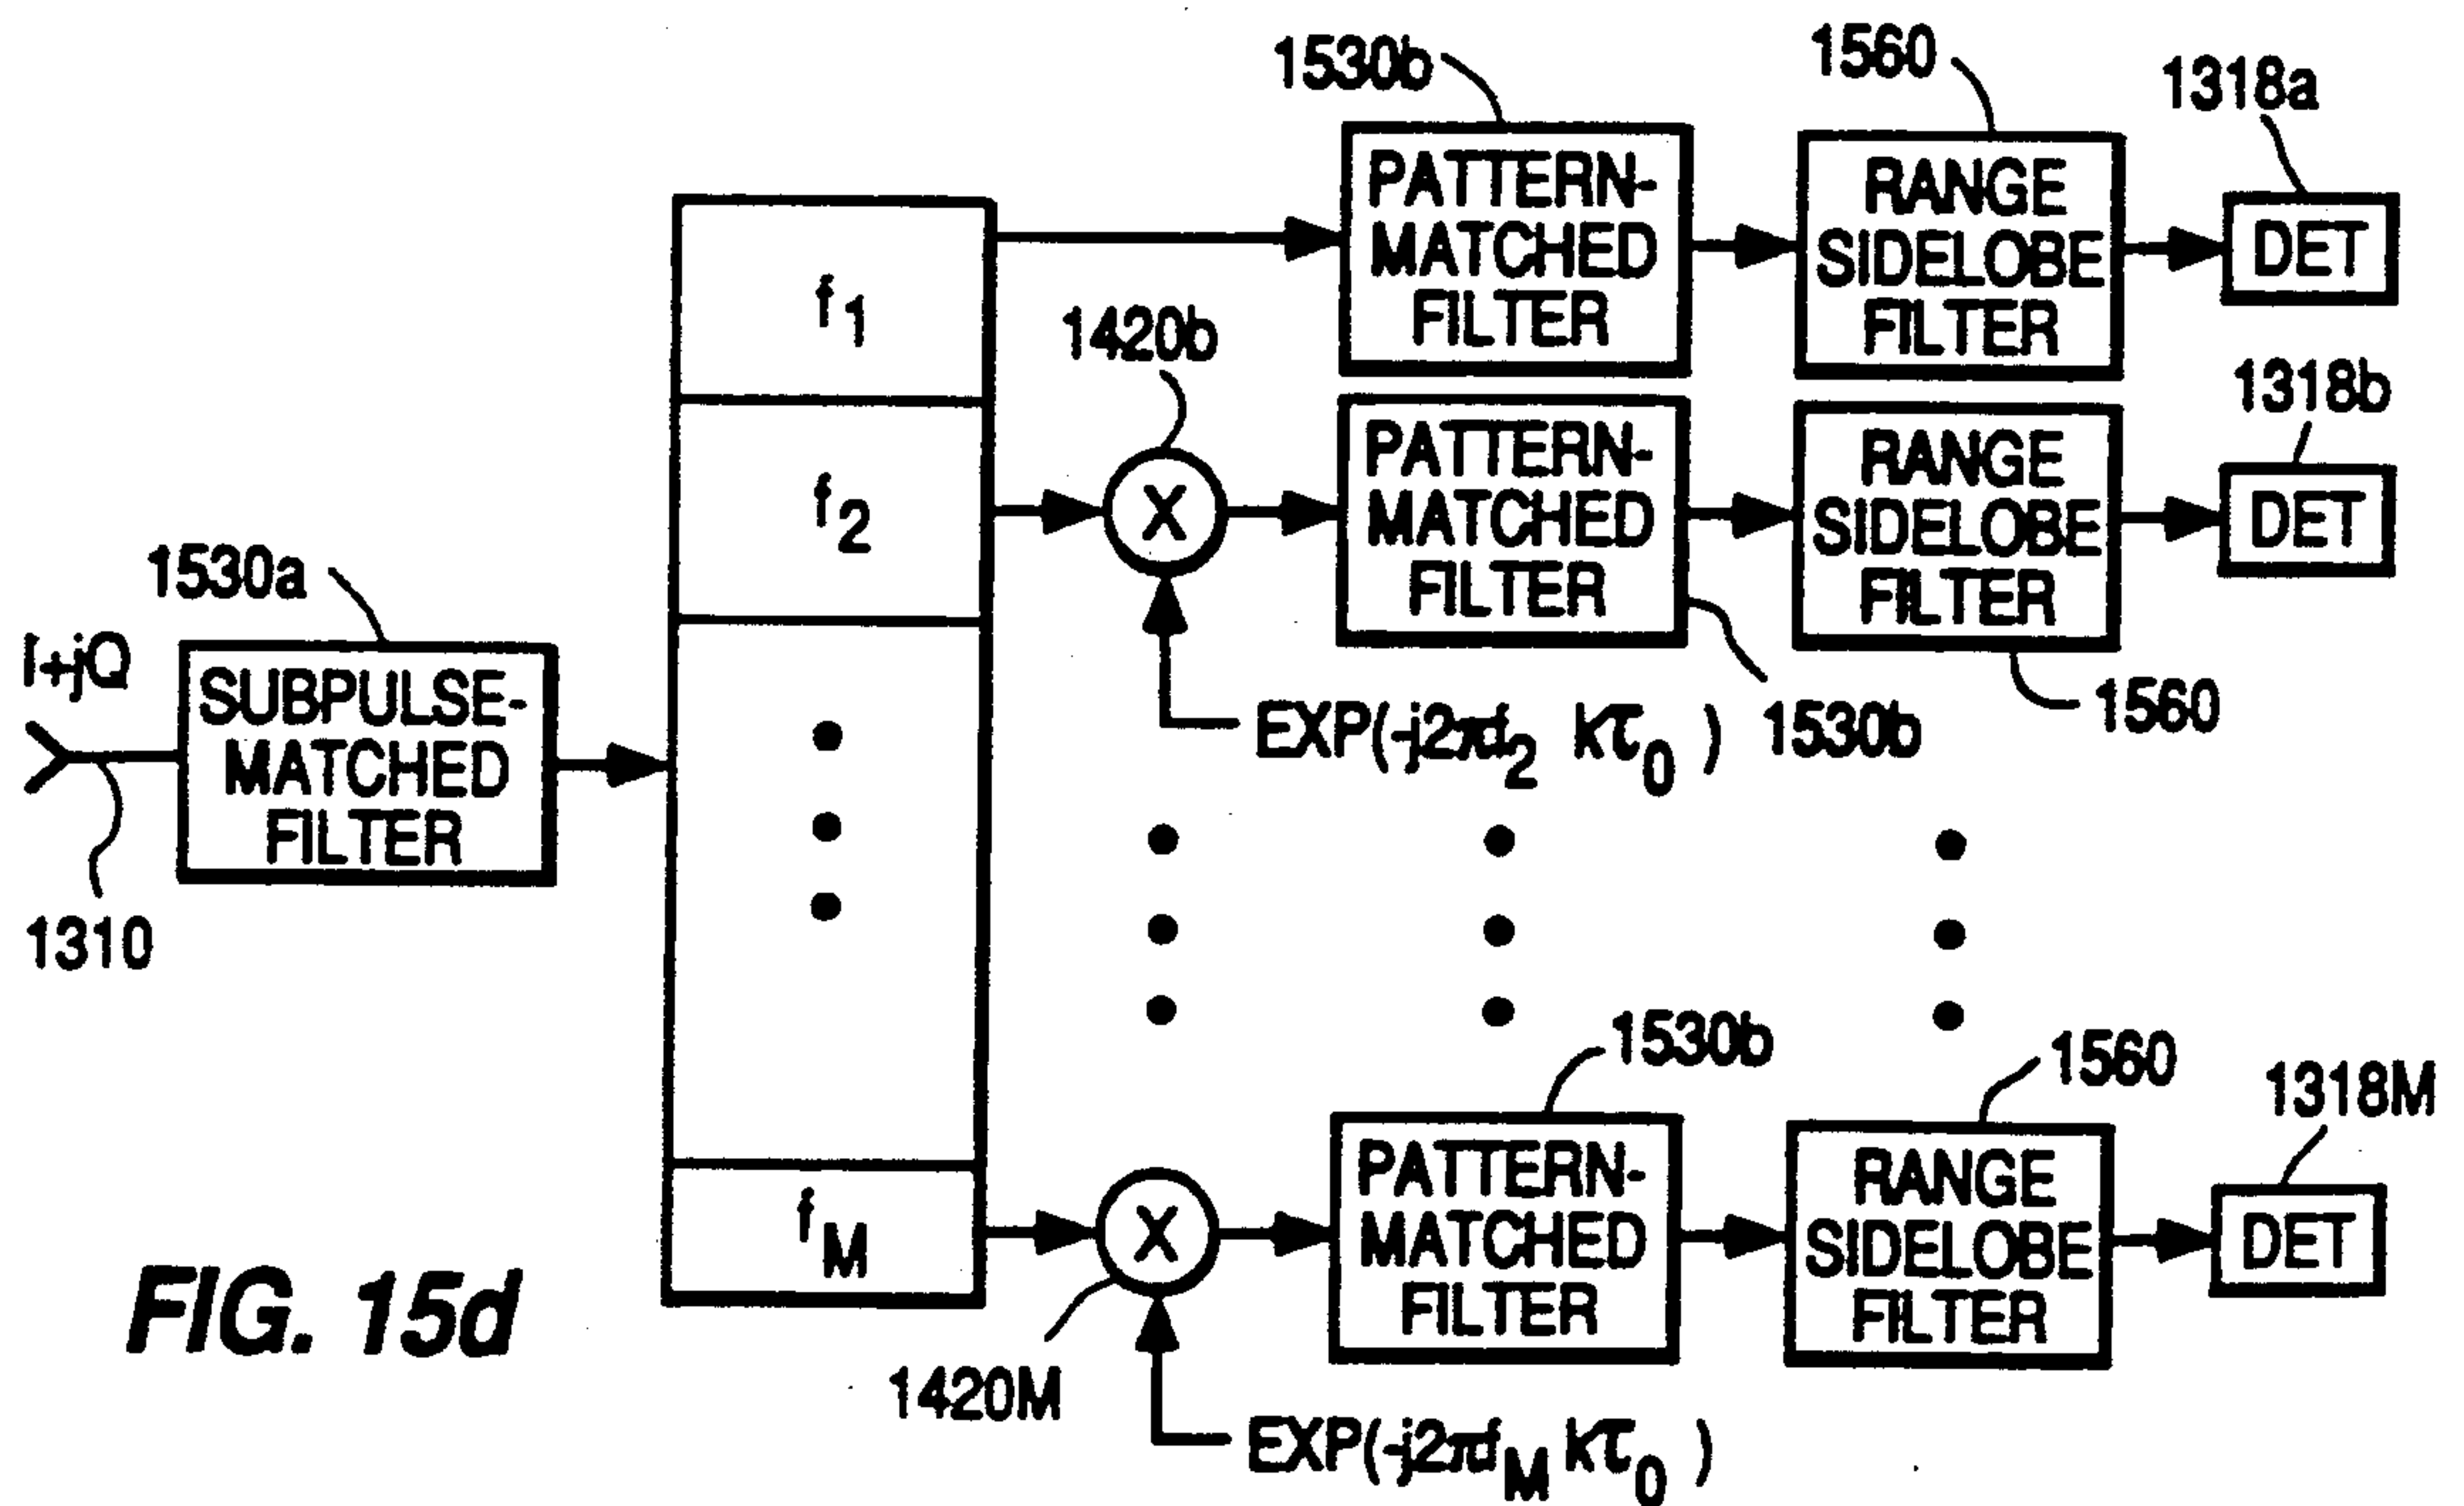 1530b
1560
1318a
PATTERN-
MATCHED
FILTER
RANGE
SIDELOBE
FILTER
DET
f1
1420b
1318b
f2
X
PATTERN-
MATCHED
FILTER
RANGE
SIDELOBE
FILTER
DET
1530a
I+jQ
SUBPULSE-
MATCHED
FILTER
EXP(-j2πf2 kτ0)
1530b
1560
1310
1530b
1560
1318M
fM
X
PATTERN-
MATCHED
FILTER
RANGE
SIDELOBE
FILTER
DET
FIG. 15d
1420M
EXP(-j2πfM kτ0)